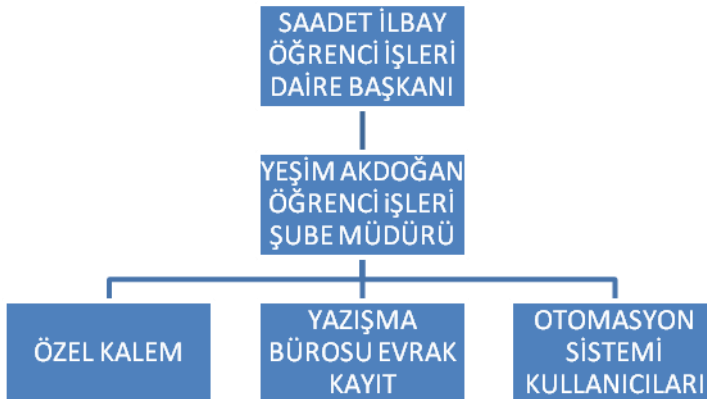 SAADET İLBAY
ÖĞRENCİ İŞLERİ
DAİRE BAŞKANI
YEŞİM AKDOĞAN
ÖĞRENCİ iŞLERİ
ŞUBE MÜDÜRÜ
ÖZEL KALEM
YAZIŞMA
BÜROSU EVRAK
KAYIT
OTOMASYON
SİSTEMİ
KULLANICILARI